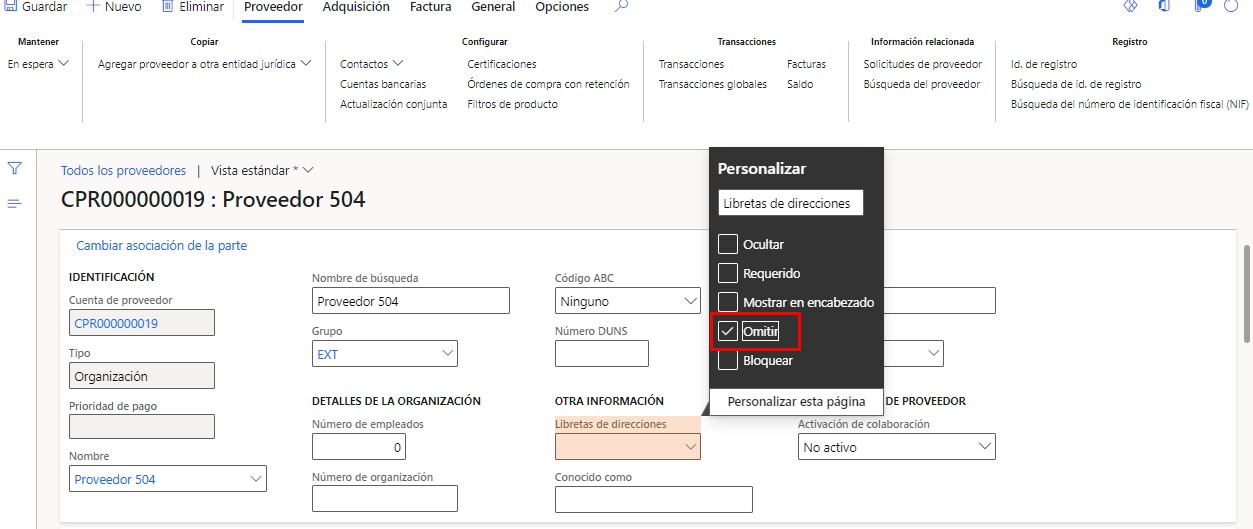 Guardar Nuevo Eliminar Proveedor Adquisición Factura General Opciones
Mantener Copiar Configurar Transacciones Información relacionada Registro
En espera Agregar proveedor a otra entidad jurídica Contactos Certificaciones Transacciones Facturas Solicitudes de proveedor Id. de registro
Cuentas bancarias Órdenes de compra con retención Transacciones globales Saldo Búsqueda del proveedor Búsqueda de id. de registro
Actualización conjunta Filtros de producto Búsqueda del número de identificación fiscal (NIF)
Todos los proveedores | Vista estándar *
CPR000000019 : Proveedor 504
Cambiar asociación de la parte
IDENTIFICACIÓN
Cuenta de proveedor
CPR000000019
Tipo
Organización
Prioridad de pago
Nombre
Proveedor 504
Nombre de búsqueda
Proveedor 504
Grupo
EXT
DETALLES DE LA ORGANIZACIÓN
Número de empleados
0
Número de organización
Código ABC
Ninguno
Número DUNS
OTRA INFORMACIÓN
Libretas de direcciones
Conocido como
Personalizar
Libretas de direcciones
Ocultar
Requerido
Mostrar en encabezado
Omitir
Bloquear
Personalizar esta página
DE PROVEEDOR
Activación de colaboración
No activo